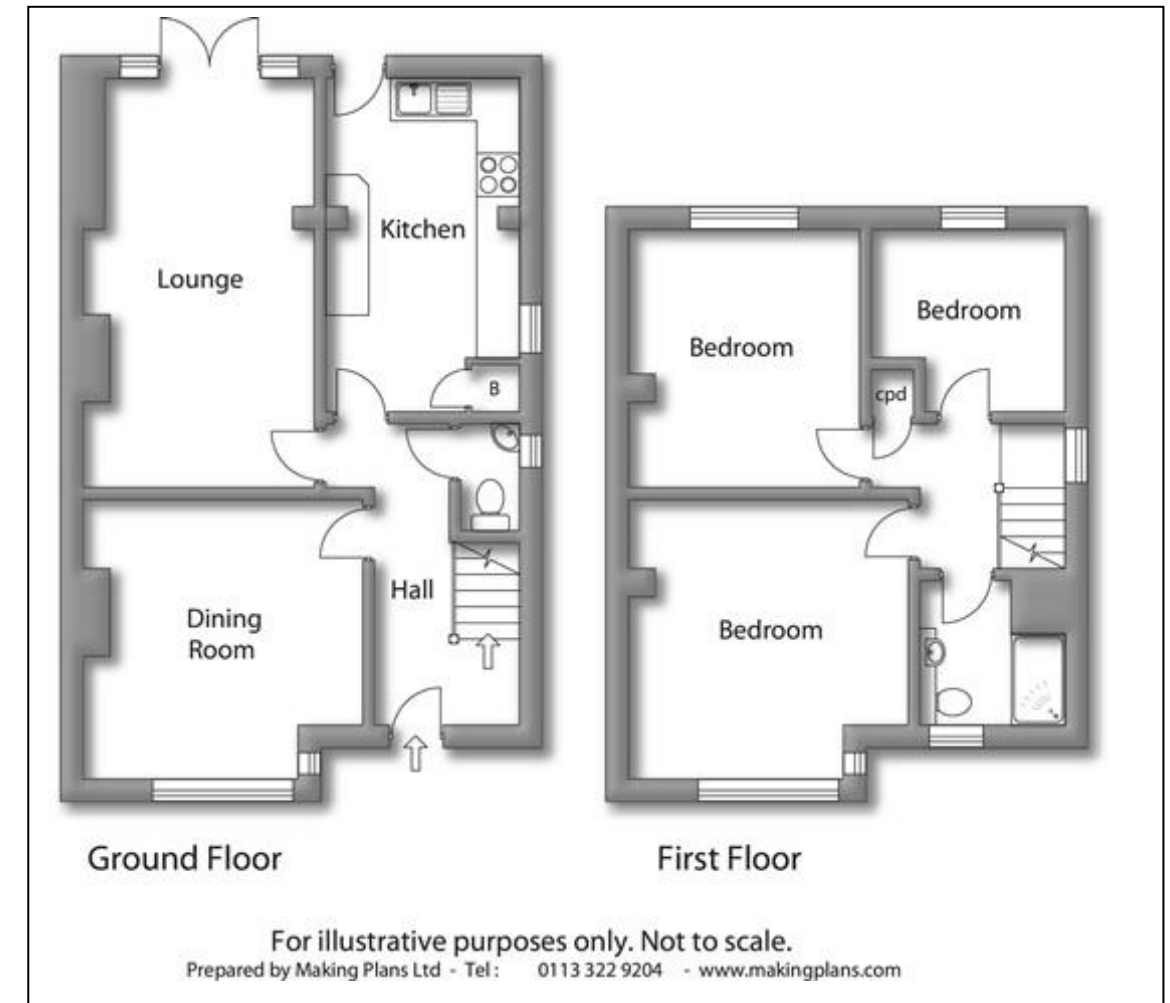 Lounge
Kitchen
B
Dining
Room
Hall
Bedroom
Bedroom
cpd
Bedroom
Ground Floor
First Floor
For illustrative purposes only. Not to scale.
Prepared by Making Plans Ltd - Tel : 0113 322 9204 - www.makingplans.com